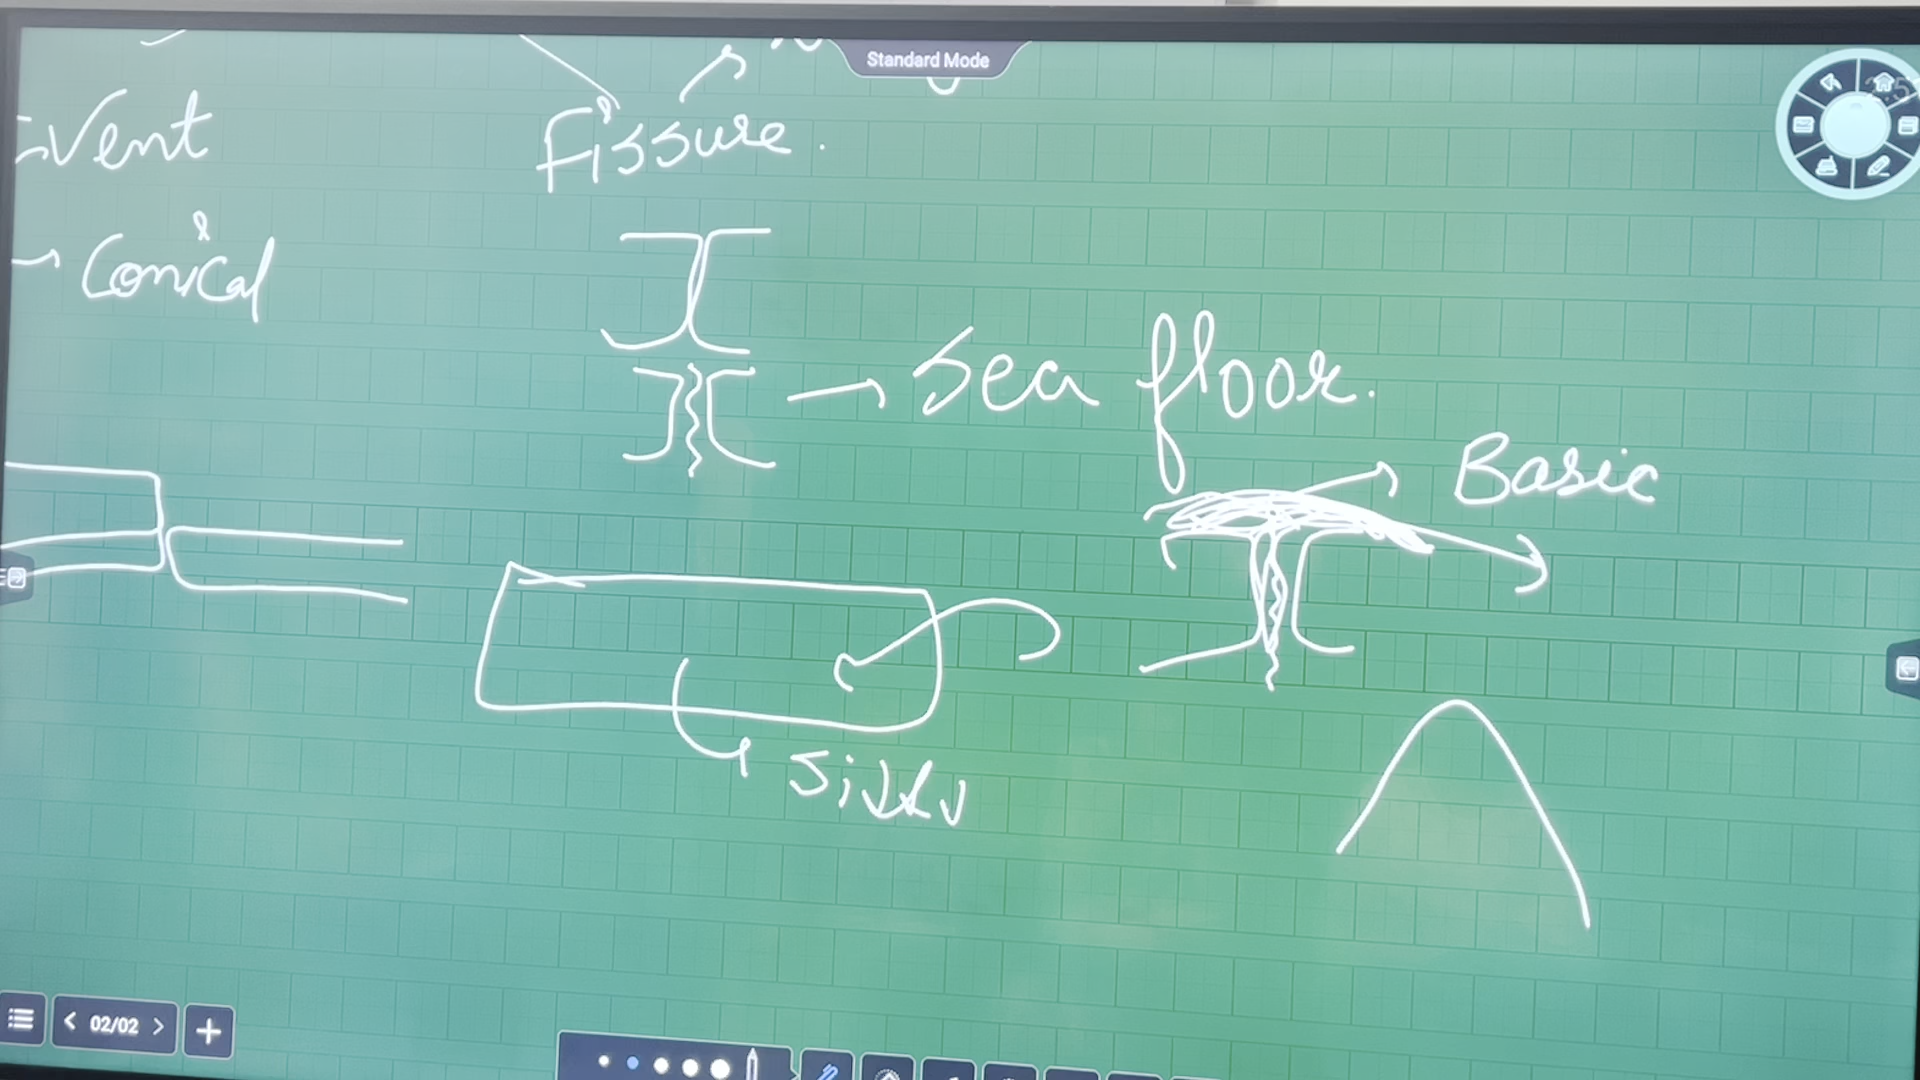 Standard Mode
Vent
Fissure.
Conical
Sea floor.
Basic
02/02